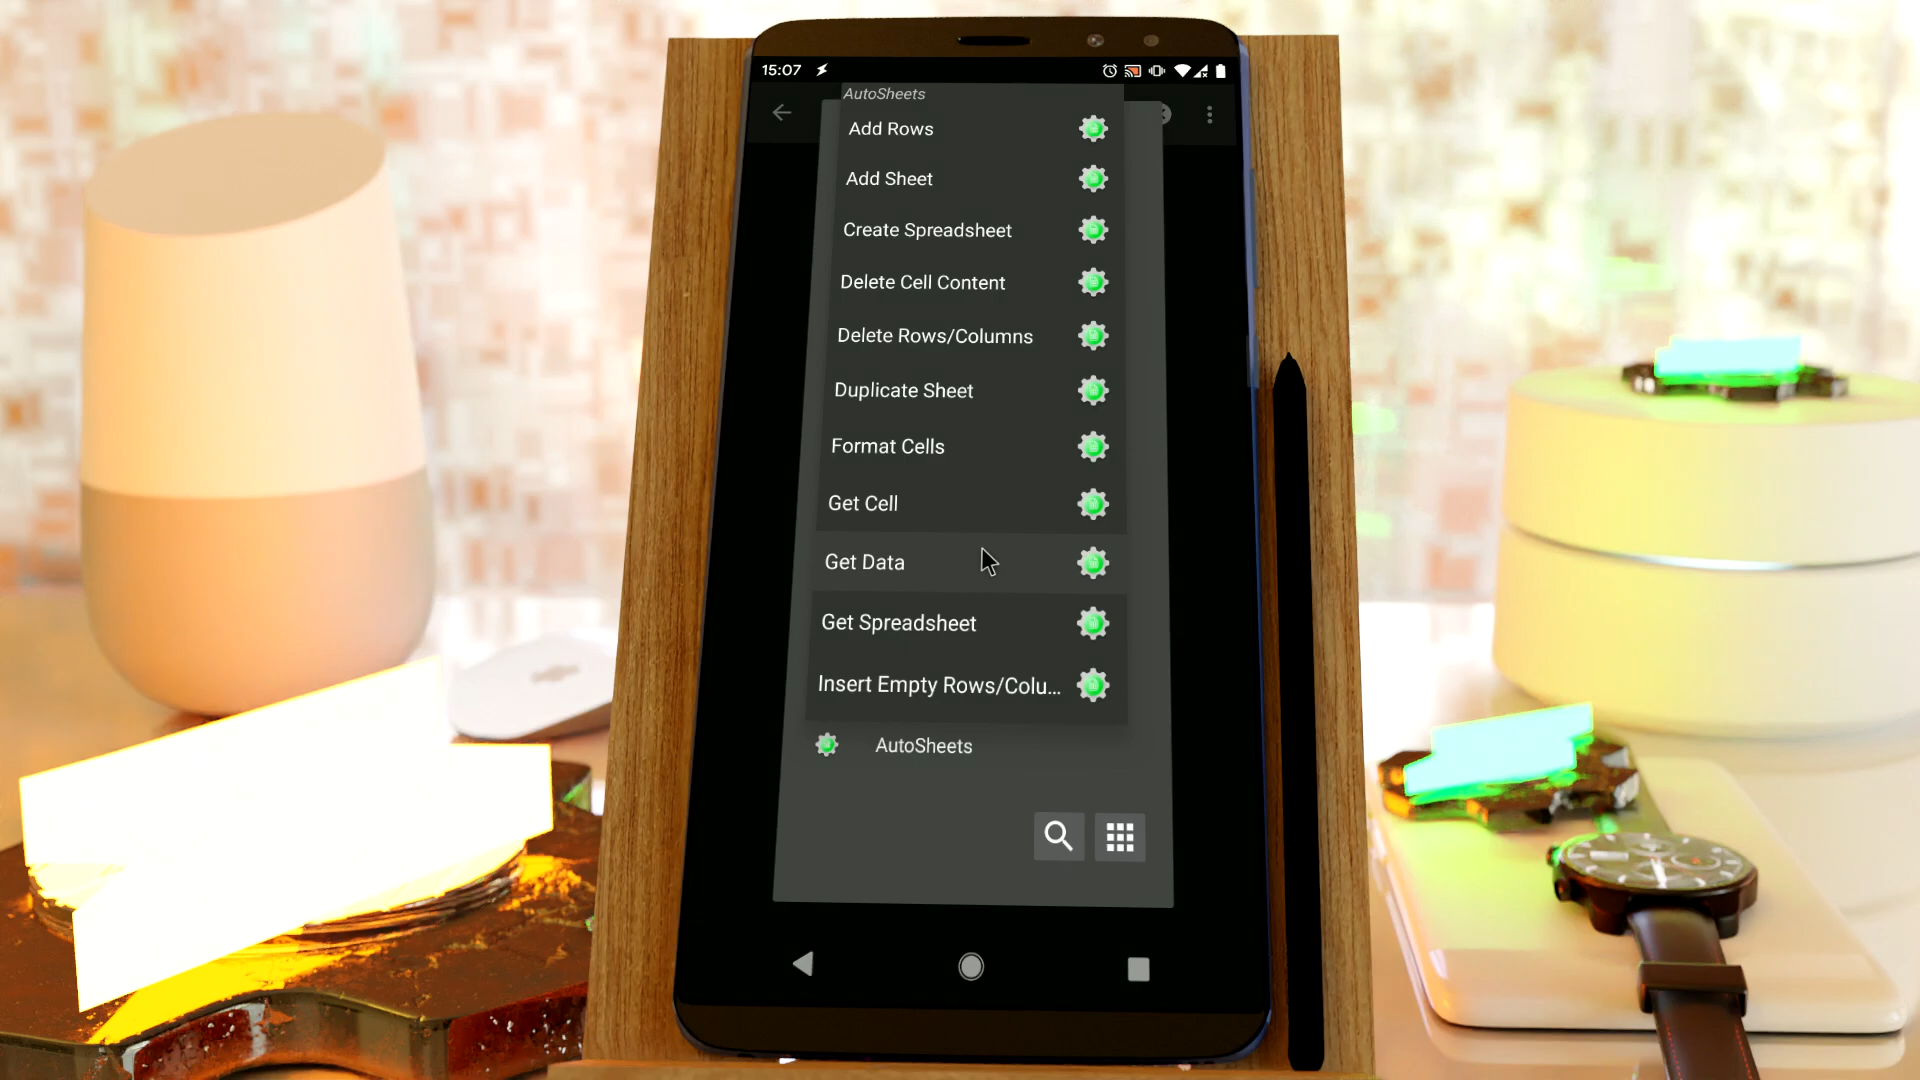 15:07
AutoSheets
Add Rows
Add Sheet
Create Spreadsheet
Delete Cell Content
Delete Rows/Columns
Duplicate Sheet
Format Cells
Get Cell
Get Data
Get Spreadsheet
Insert Empty Rows/Colu...
AutoSheets